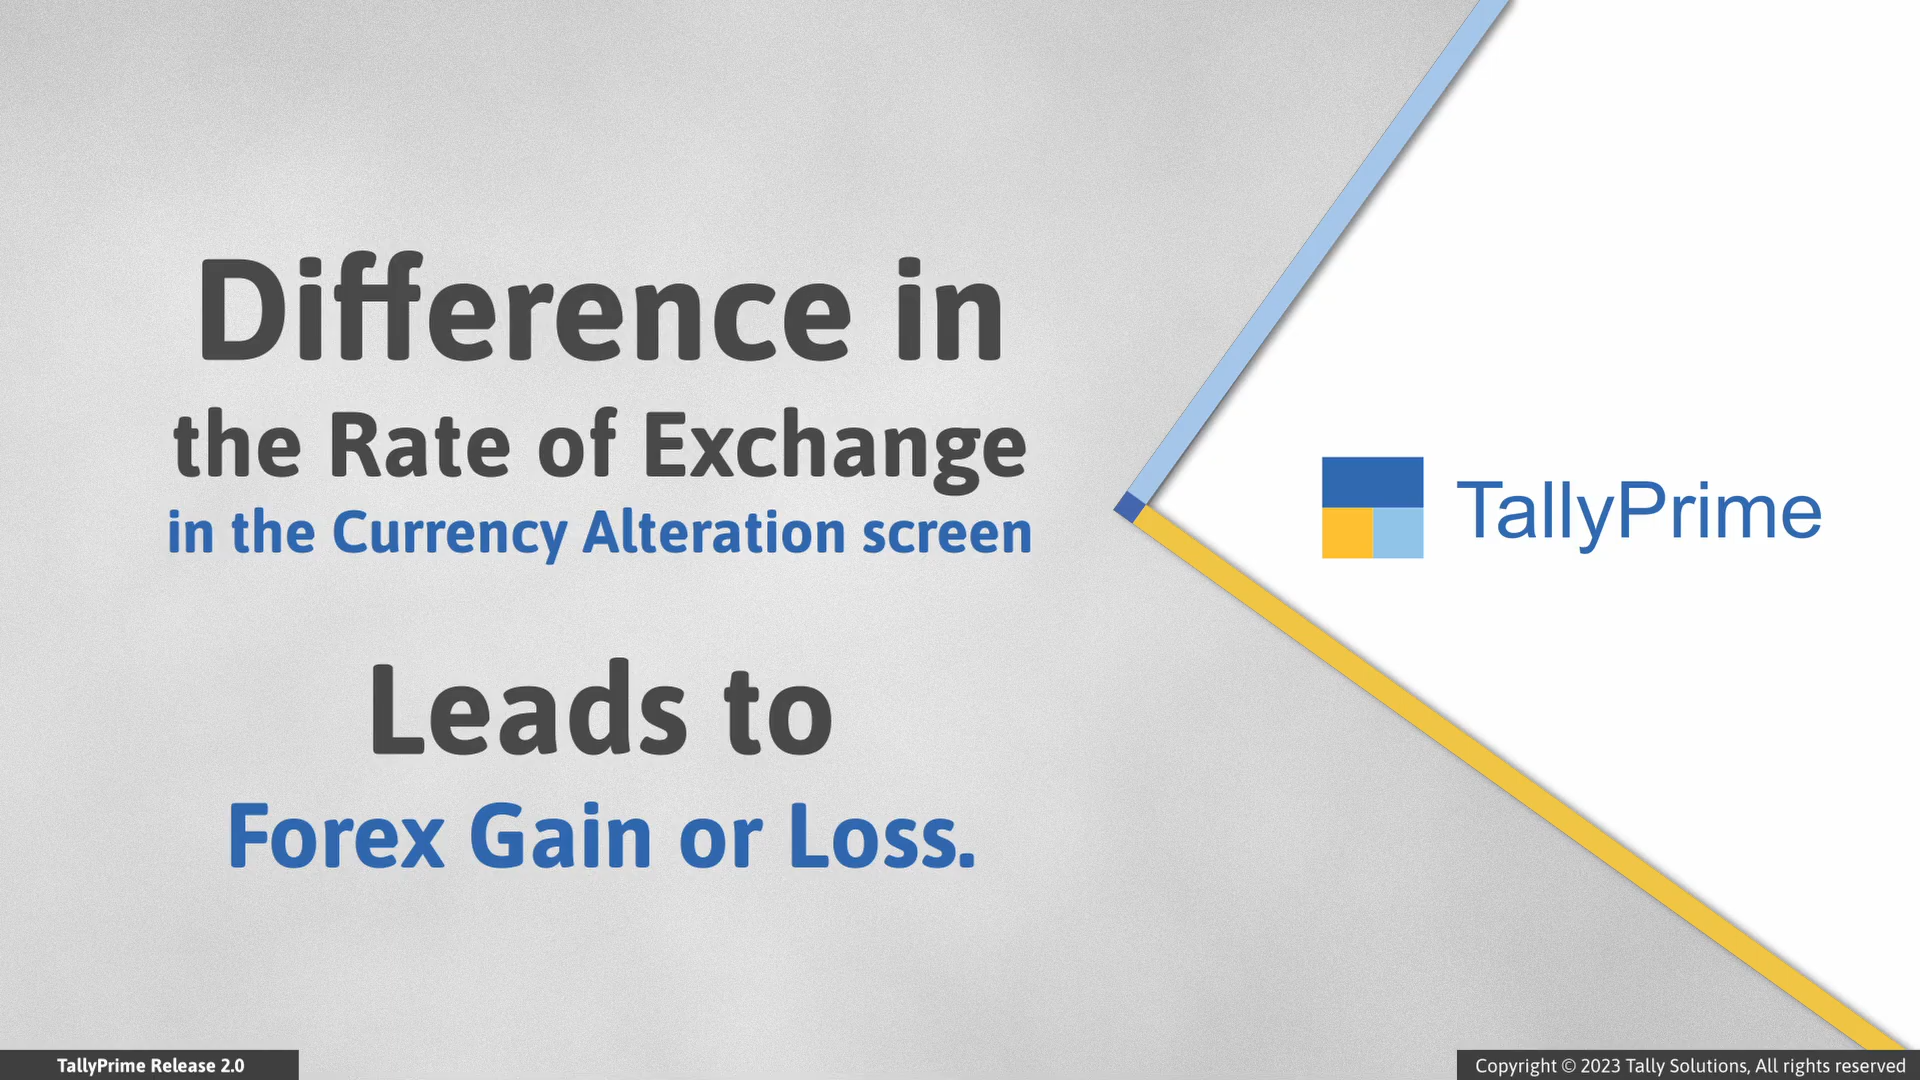 Difference in
the Rate of Exchange
in the Currency Alteration screen
Leads to
Forex Gain or Loss.
TallyPrime
TallyPrime Release 2.0
Copyright © 2023 Tally Solutions, All rights reserved